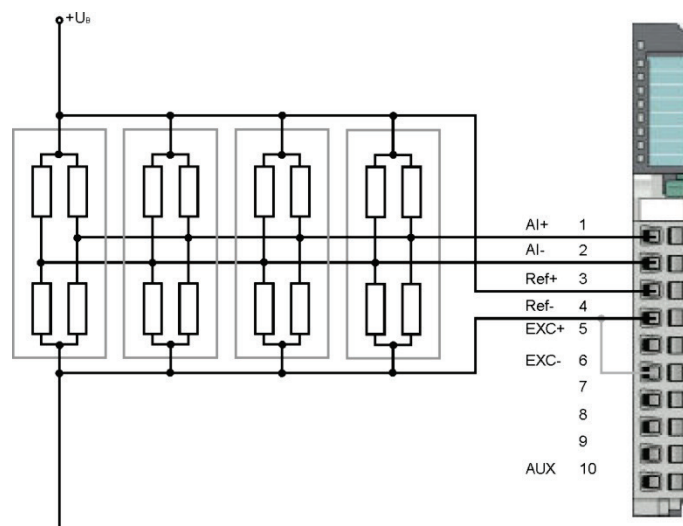 +UB
AI+ 1
AI- 2
Ref+ 3
Ref- 4
EXC+ 5
EXC- 6
7
8
9
AUX 10